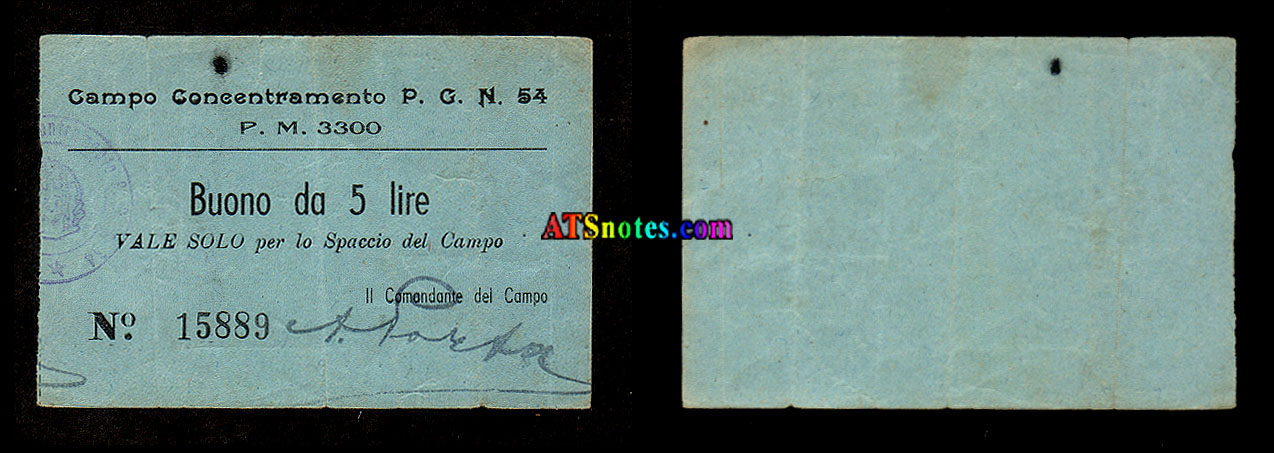 Campo Concentramento P. G. N. 54
P. M. 3300
Buono da 5 lire
VALE SOLO per lo Spaccio del Campo
Il Comandante del Campo
Nº. 15889
A. Porta
ATSnotes.com